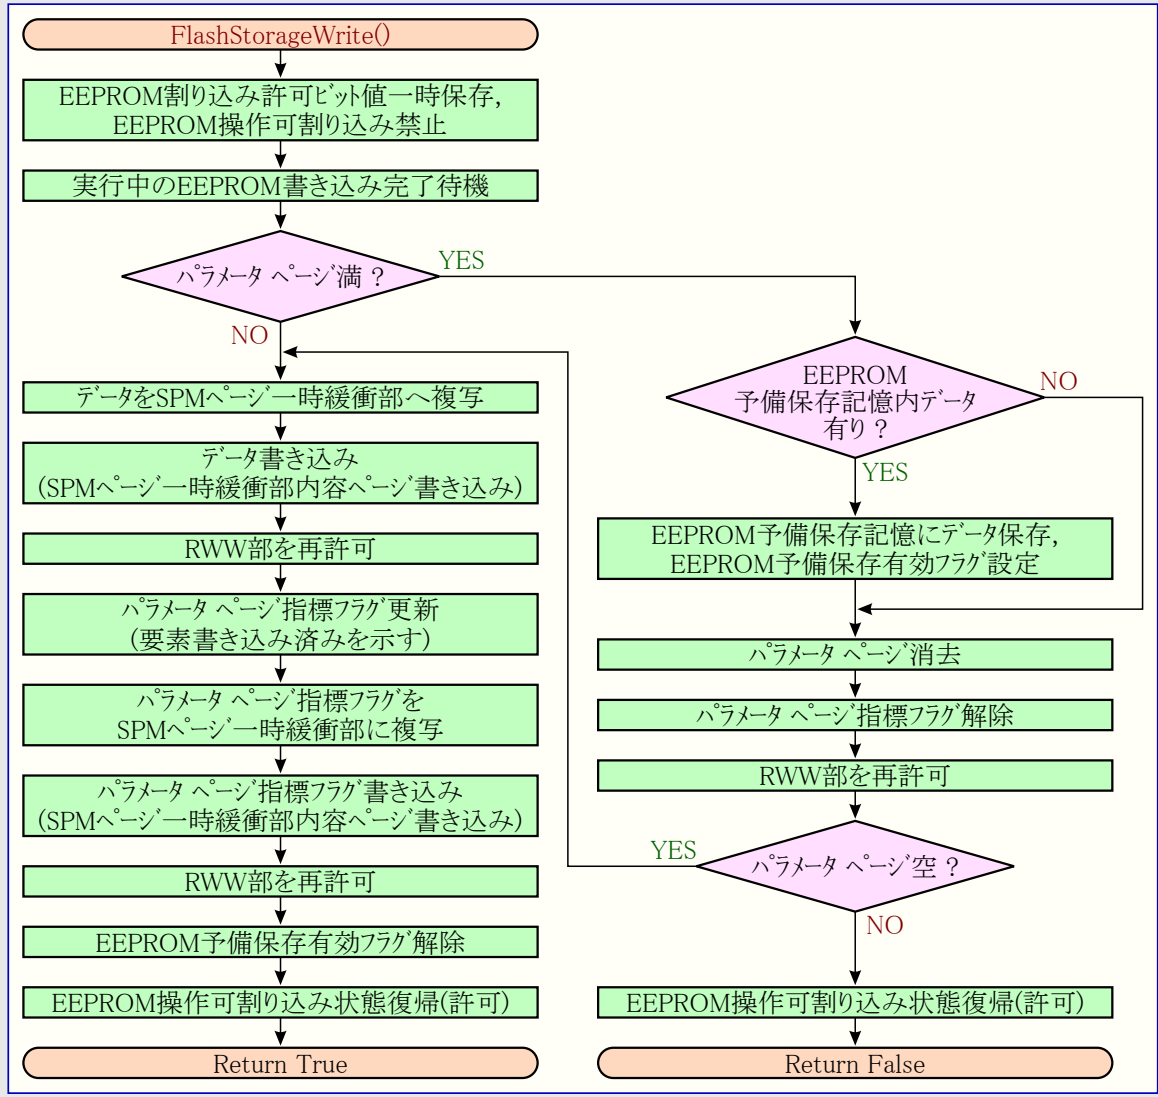 FlashStorageWrite()
EEPROM割り込み許可ﾋﾞｯﾄ値一時保存,
EEPROM操作可割り込み禁止
実行中のEEPROM書き込み完了待機
ﾊﾟﾗﾒｰﾀ ﾍﾟｰｼﾞ満 ?
YES
NO
ﾃﾞｰﾀをSPMﾍﾟｰｼﾞ一時緩衝部へ複写
ﾃﾞｰﾀ書き込み
(SPMﾍﾟｰｼﾞ一時緩衝部内容ﾍﾟｰｼﾞ書き込み)
RWW部を再許可
ﾊﾟﾗﾒｰﾀ ﾍﾟｰｼﾞ指標ﾌﾗｸﾞ更新
(要素書き込み済みを示す)
ﾊﾟﾗﾒｰﾀ ﾍﾟｰｼﾞ指標ﾌﾗｸﾞを
SPMﾍﾟｰｼﾞ一時緩衝部に複写
ﾊﾟﾗﾒｰﾀ ﾍﾟｰｼﾞ指標ﾌﾗｸﾞ書き込み
(SPMﾍﾟｰｼﾞ一時緩衝部内容ﾍﾟｰｼﾞ書き込み)
RWW部を再許可
EEPROM予備保存有効ﾌﾗｸﾞ解除
EEPROM操作可割り込み状態復帰(許可)
Return True
EEPROM
予備保存記憶内ﾃﾞｰﾀ
有り ?
NO
YES
EEPROM予備保存記憶にﾃﾞｰﾀ保存,
EEPROM予備保存有効ﾌﾗｸﾞ設定
ﾊﾟﾗﾒｰﾀ ﾍﾟｰｼﾞ消去
ﾊﾟﾗﾒｰﾀ ﾍﾟｰｼﾞ指標ﾌﾗｸﾞ解除
RWW部を再許可
YES
ﾊﾟﾗﾒｰﾀ ﾍﾟｰｼﾞ空 ?
NO
EEPROM操作可割り込み状態復帰(許可)
Return False